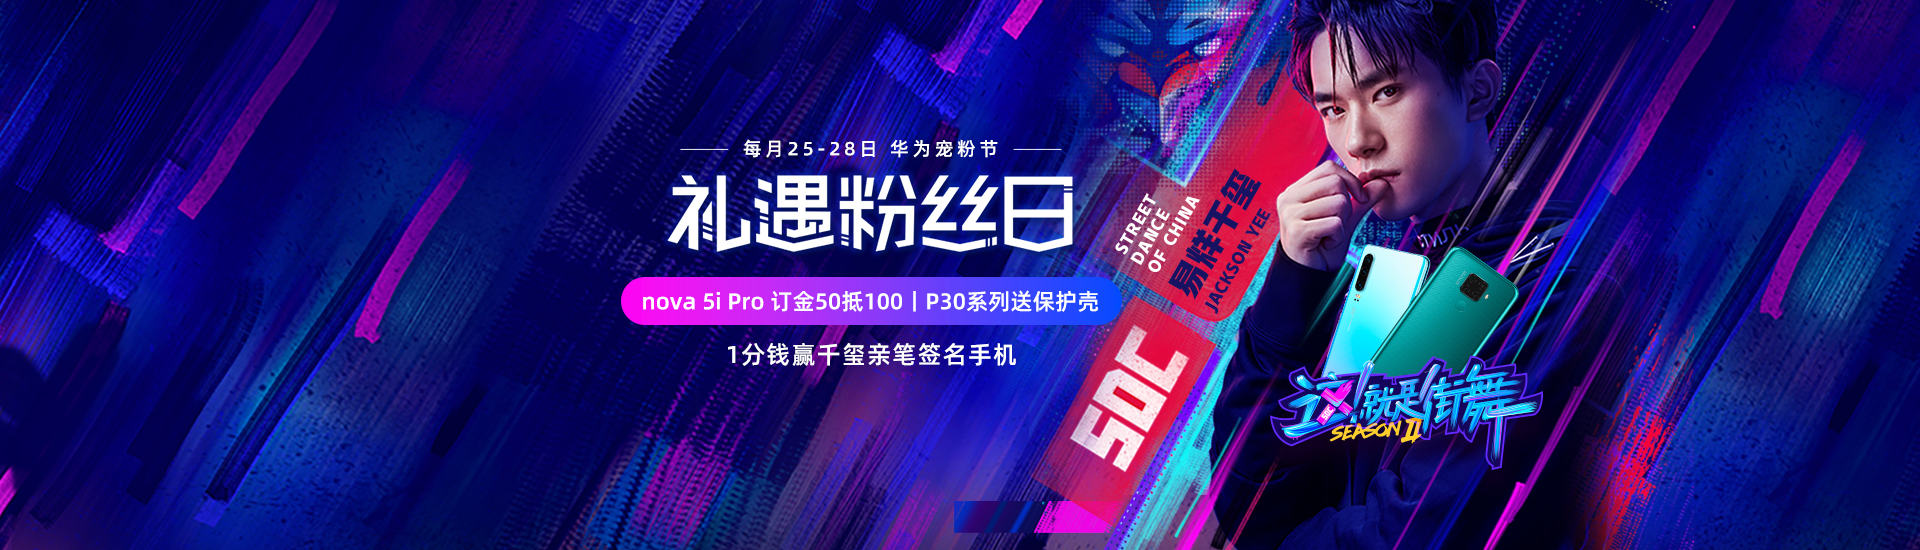 每月25-28日 华为宠粉节
礼遇粉丝日
nova 5i Pro 订金50抵100丨P30系列送保护壳
1分钱赢千玺亲笔签名手机
STREET
DANCE
OF CHINA
易烊千玺
JACKSON YEE
SDC
这!就是街舞
SEASON II